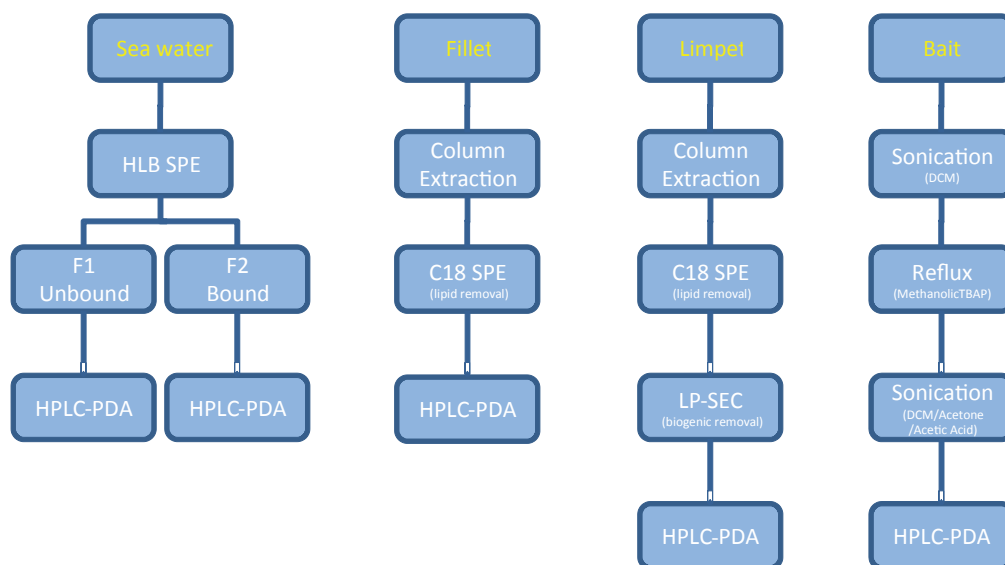 Sea water
Fillet
Limpet
Bait
HLB SPE
Column
Extraction
Column
Extraction
Sonication
(DCM)
F1
Unbound
F2
Bound
C18 SPE
(lipid removal)
C18 SPE
(lipid removal)
Reflux
(MethanolicTBAP)
HPLC-PDA
HPLC-PDA
HPLC-PDA
LP-SEC
(biogenic removal)
Sonication
(DCM/Acetone
/Acetic Acid)
HPLC-PDA
HPLC-PDA